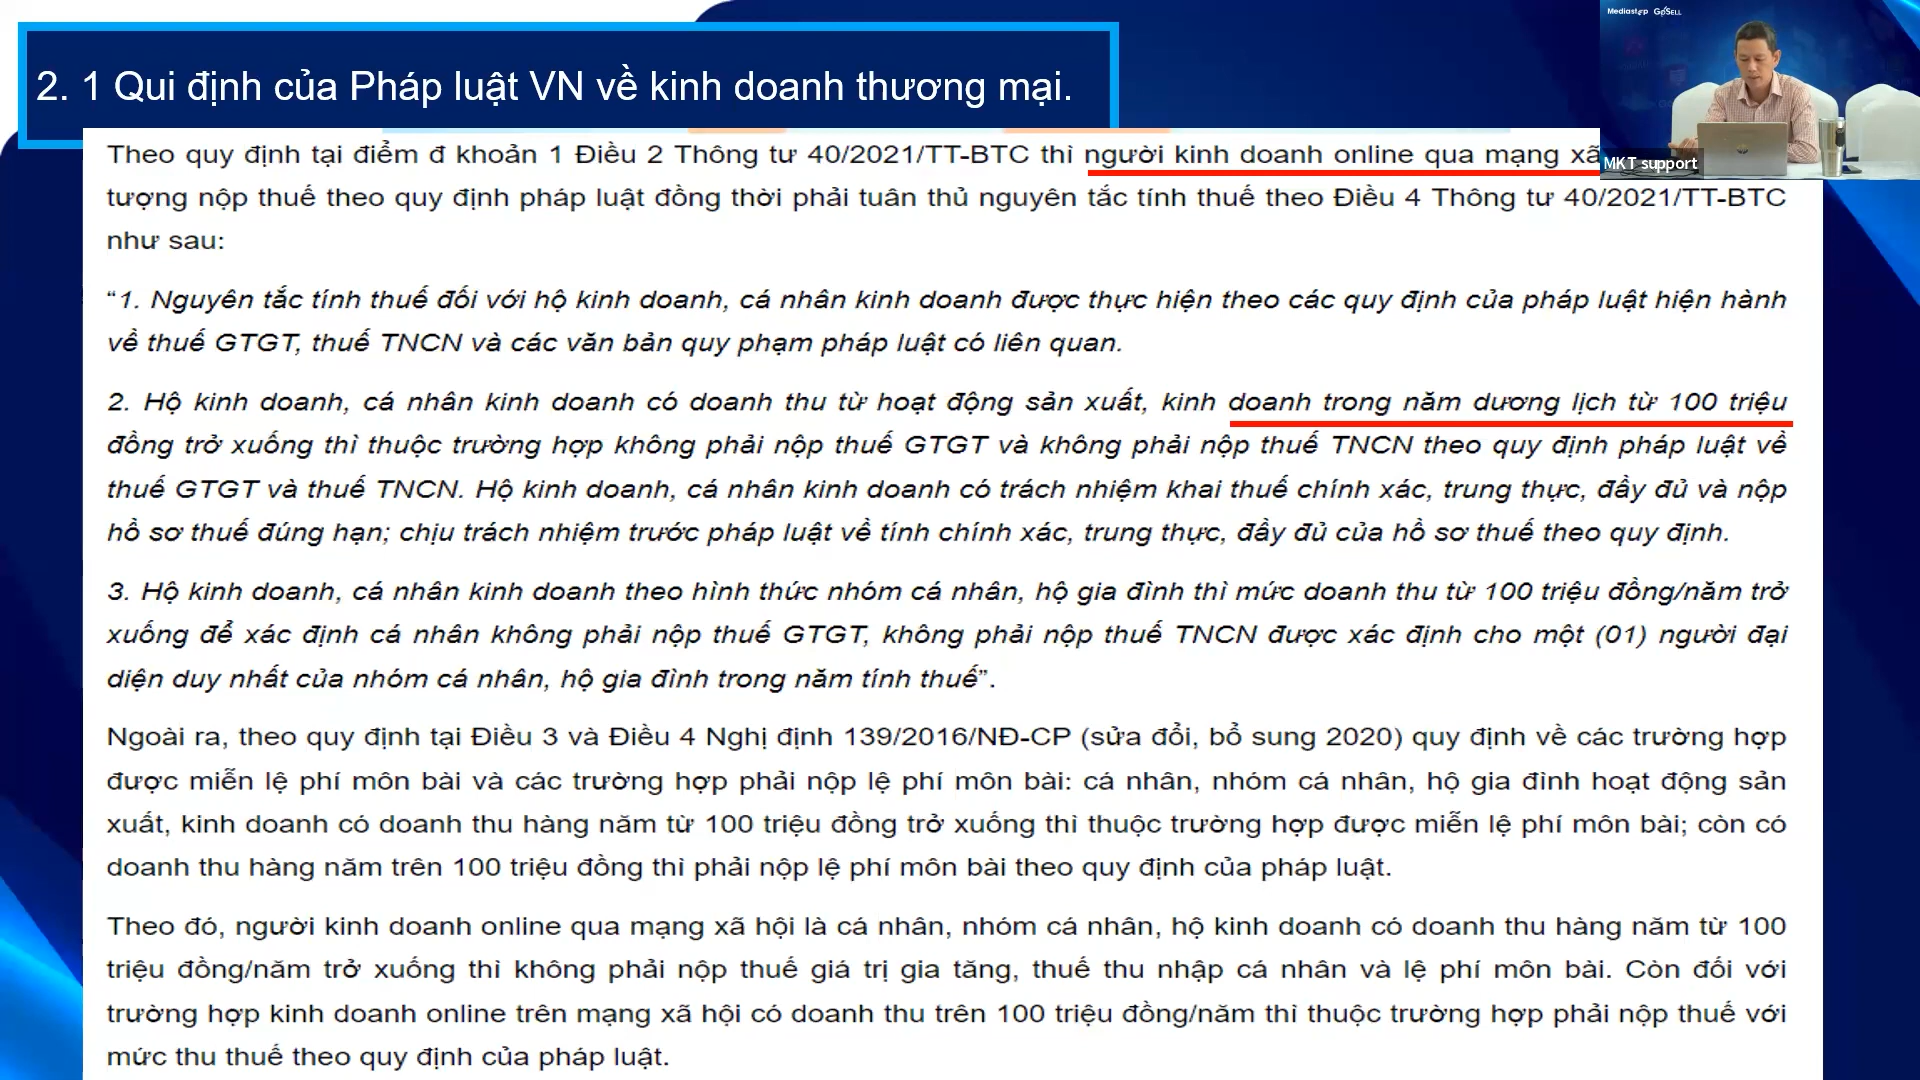 Mediastep GoSELL
2. 1 Qui định của Pháp luật VN về kinh doanh thương mại.
Theo quy định tại điểm đ khoản 1 Điều 2 Thông tư 40/2021/TT-BTC thì người kinh doanh online qua mạng xã
MKT support
tượng nộp thuế theo quy định pháp luật đồng thời phải tuân thủ nguyên tắc tính thuế theo Điều 4 Thông tư 40/2021/TT-BTC
như sau:
“1. Nguyên tắc tính thuế đối với hộ kinh doanh, cá nhân kinh doanh được thực hiện theo các quy định của pháp luật hiện hành
về thuế GTGT, thuế TNCN và các văn bản quy phạm pháp luật có liên quan.
2. Hộ kinh doanh, cá nhân kinh doanh có doanh thu từ hoạt động sản xuất, kinh doanh trong năm dương lịch từ 100 triệu
đồng trở xuống thì thuộc trường hợp không phải nộp thuế GTGT và không phải nộp thuế TNCN theo quy định pháp luật về
thuế GTGT và thuế TNCN. Hộ kinh doanh, cá nhân kinh doanh có trách nhiệm khai thuế chính xác, trung thực, đầy đủ và nộp
hồ sơ thuế đúng hạn; chịu trách nhiệm trước pháp luật về tính chính xác, trung thực, đầy đủ của hồ sơ thuế theo quy định.
3. Hộ kinh doanh, cá nhân kinh doanh theo hình thức nhóm cá nhân, hộ gia đình thì mức doanh thu từ 100 triệu đồng/năm trở
xuống để xác định cá nhân không phải nộp thuế GTGT, không phải nộp thuế TNCN được xác định cho một (01) người đại
diện duy nhất của nhóm cá nhân, hộ gia đình trong năm tính thuế”.
Ngoài ra, theo quy định tại Điều 3 và Điều 4 Nghị định 139/2016/NĐ-CP (sửa đổi, bổ sung 2020) quy định về các trường hợp
được miễn lệ phí môn bài và các trường hợp phải nộp lệ phí môn bài: cá nhân, nhóm cá nhân, hộ gia đình hoạt động sản
xuất, kinh doanh có doanh thu hàng năm từ 100 triệu đồng trở xuống thì thuộc trường hợp được miễn lệ phí môn bài; còn có
doanh thu hàng năm trên 100 triệu đồng thì phải nộp lệ phí môn bài theo quy định của pháp luật.
Theo đó, người kinh doanh online qua mạng xã hội là cá nhân, nhóm cá nhân, hộ kinh doanh có doanh thu hàng năm từ 100
triệu đồng/năm trở xuống thì không phải nộp thuế giá trị gia tăng, thuế thu nhập cá nhân và lệ phí môn bài. Còn đối với
trường hợp kinh doanh online trên mạng xã hội có doanh thu trên 100 triệu đồng/năm thì thuộc trường hợp phải nộp thuế với
mức thu thuế theo quy định của pháp luật.